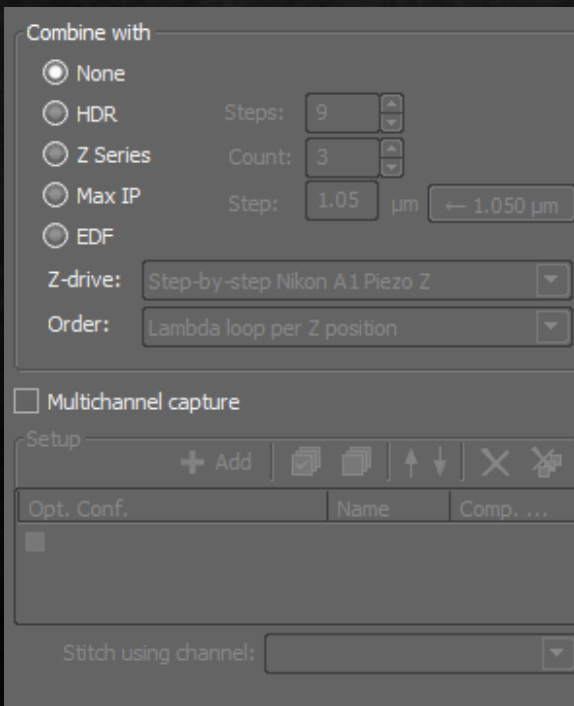 Combine with
None
HDR Steps: 9
Z Series Count: 3
Max IP Step: 1.05 µm ← 1.050 µm
EDF
Z-drive: Step-by-step Nikon A1 Piezo Z
Order: Lambda loop per Z position
Multichannel capture
Setup
Add
Opt. Conf. Name Comp. ...
Stitch using channel: